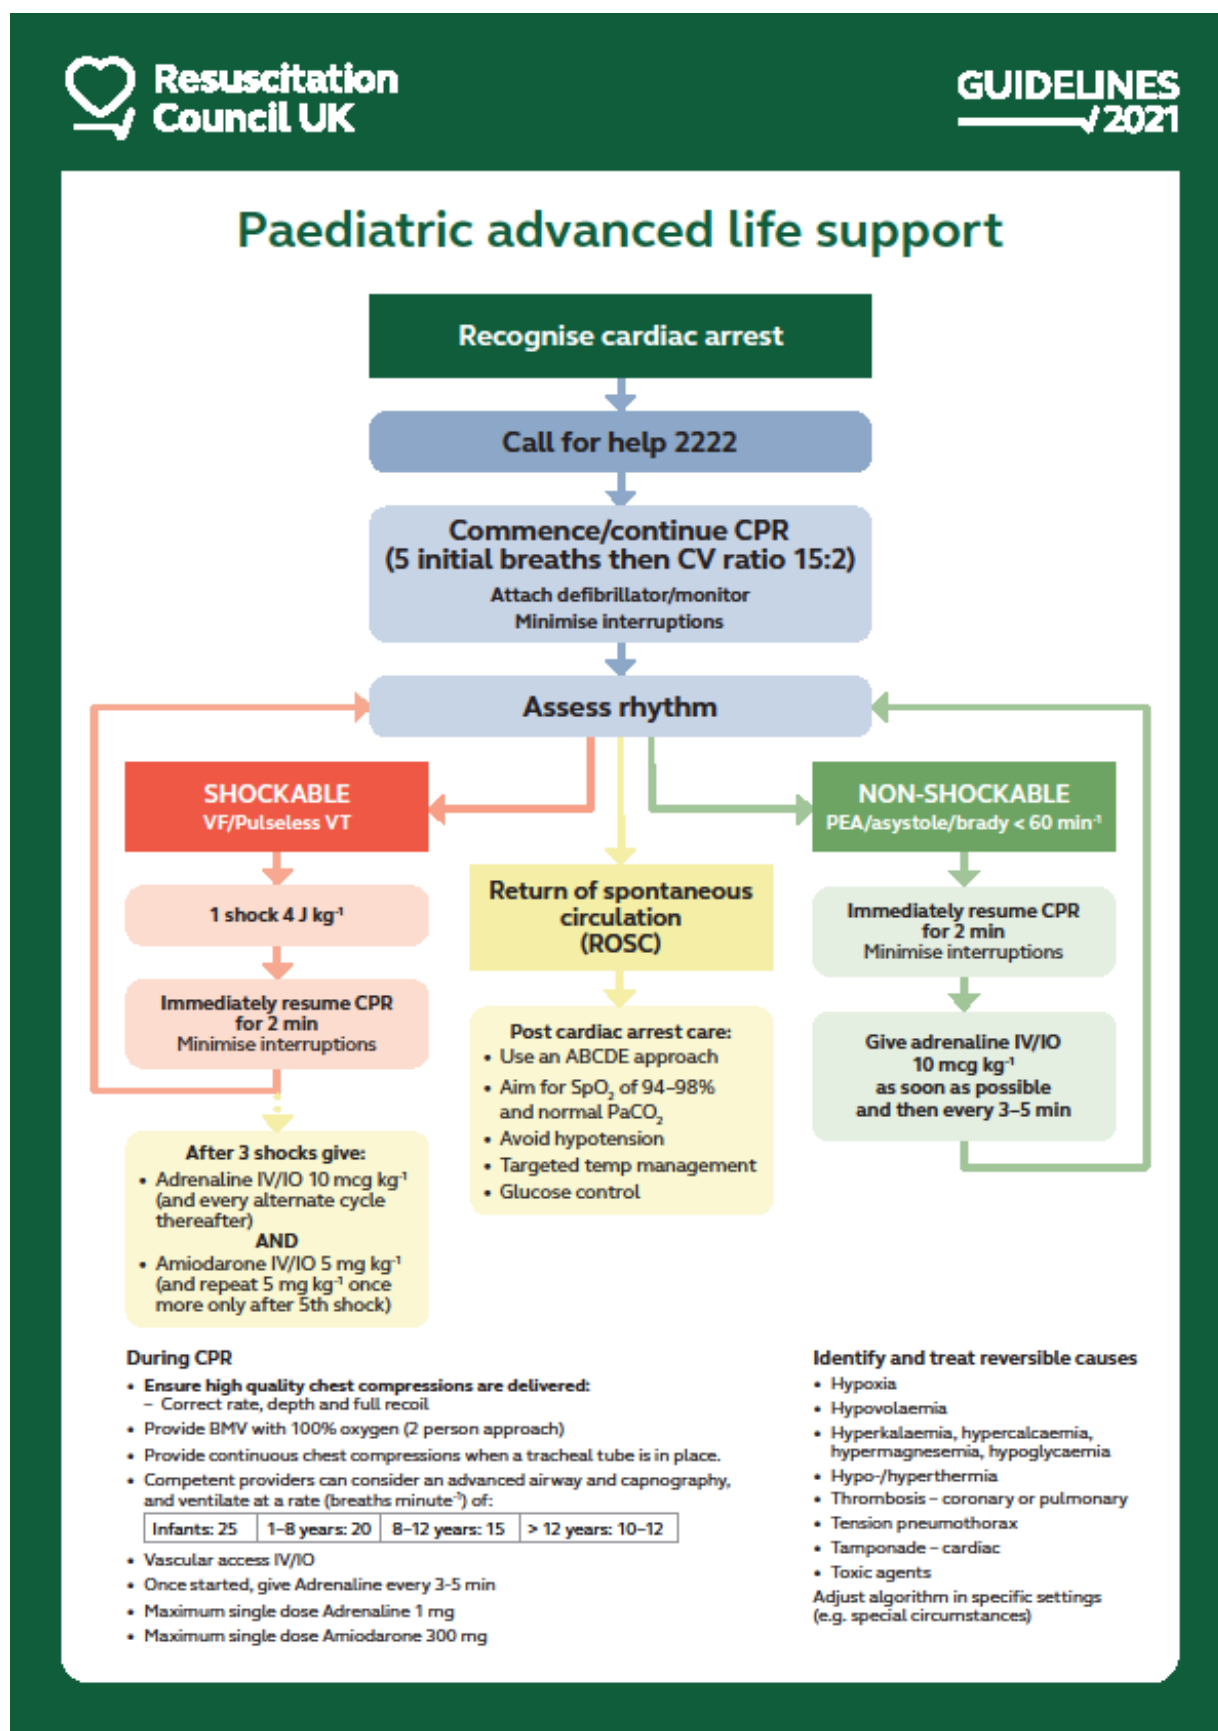 Resuscitation
Council UK
GUIDELINES
2021
Paediatric advanced life support
Recognise cardiac arrest
Call for help 2222
Commence/continue CPR
(5 initial breaths then CV ratio 15:2)
Attach defibrillator/monitor
Minimise interruptions
Assess rhythm
SHOCKABLE
VF/Pulseless VT
1 shock 4 J kg⁻¹
Immediately resume CPR
for 2 min
Minimise interruptions
After 3 shocks give:
• Adrenaline IV/IO 10 mcg kg⁻¹
(and every alternate cycle
thereafter)
AND
• Amiodarone IV/IO 5 mg kg⁻¹
(and repeat 5 mg kg⁻¹ once
more only after 5th shock)
Return of spontaneous
circulation
(ROSC)
Post cardiac arrest care:
• Use an ABCDE approach
• Aim for SpO₂ of 94–98%
and normal PaCO₂
• Avoid hypotension
• Targeted temp management
• Glucose control
NON-SHOCKABLE
PEA/asystole/brady < 60 min⁻¹
Immediately resume CPR
for 2 min
Minimise interruptions
Give adrenaline IV/IO
10 mcg kg⁻¹
as soon as possible
and then every 3–5 min
During CPR
• Ensure high quality chest compressions are delivered:
– Correct rate, depth and full recoil
• Provide BMV with 100% oxygen (2 person approach)
• Provide continuous chest compressions when a tracheal tube is in place.
• Competent providers can consider an advanced airway and capnography,
and ventilate at a rate (breaths minute⁻¹) of:
Infants: 25 1–8 years: 20 8–12 years: 15 > 12 years: 10–12
• Vascular access IV/IO
• Once started, give Adrenaline every 3-5 min
• Maximum single dose Adrenaline 1 mg
• Maximum single dose Amiodarone 300 mg
Identify and treat reversible causes
• Hypoxia
• Hypovolaemia
• Hyperkalaemia, hypercalcaemia,
hypermagnesemia, hypoglycaemia
• Hypo-/hyperthermia
• Thrombosis – coronary or pulmonary
• Tension pneumothorax
• Tamponade – cardiac
• Toxic agents
Adjust algorithm in specific settings
(e.g. special circumstances)